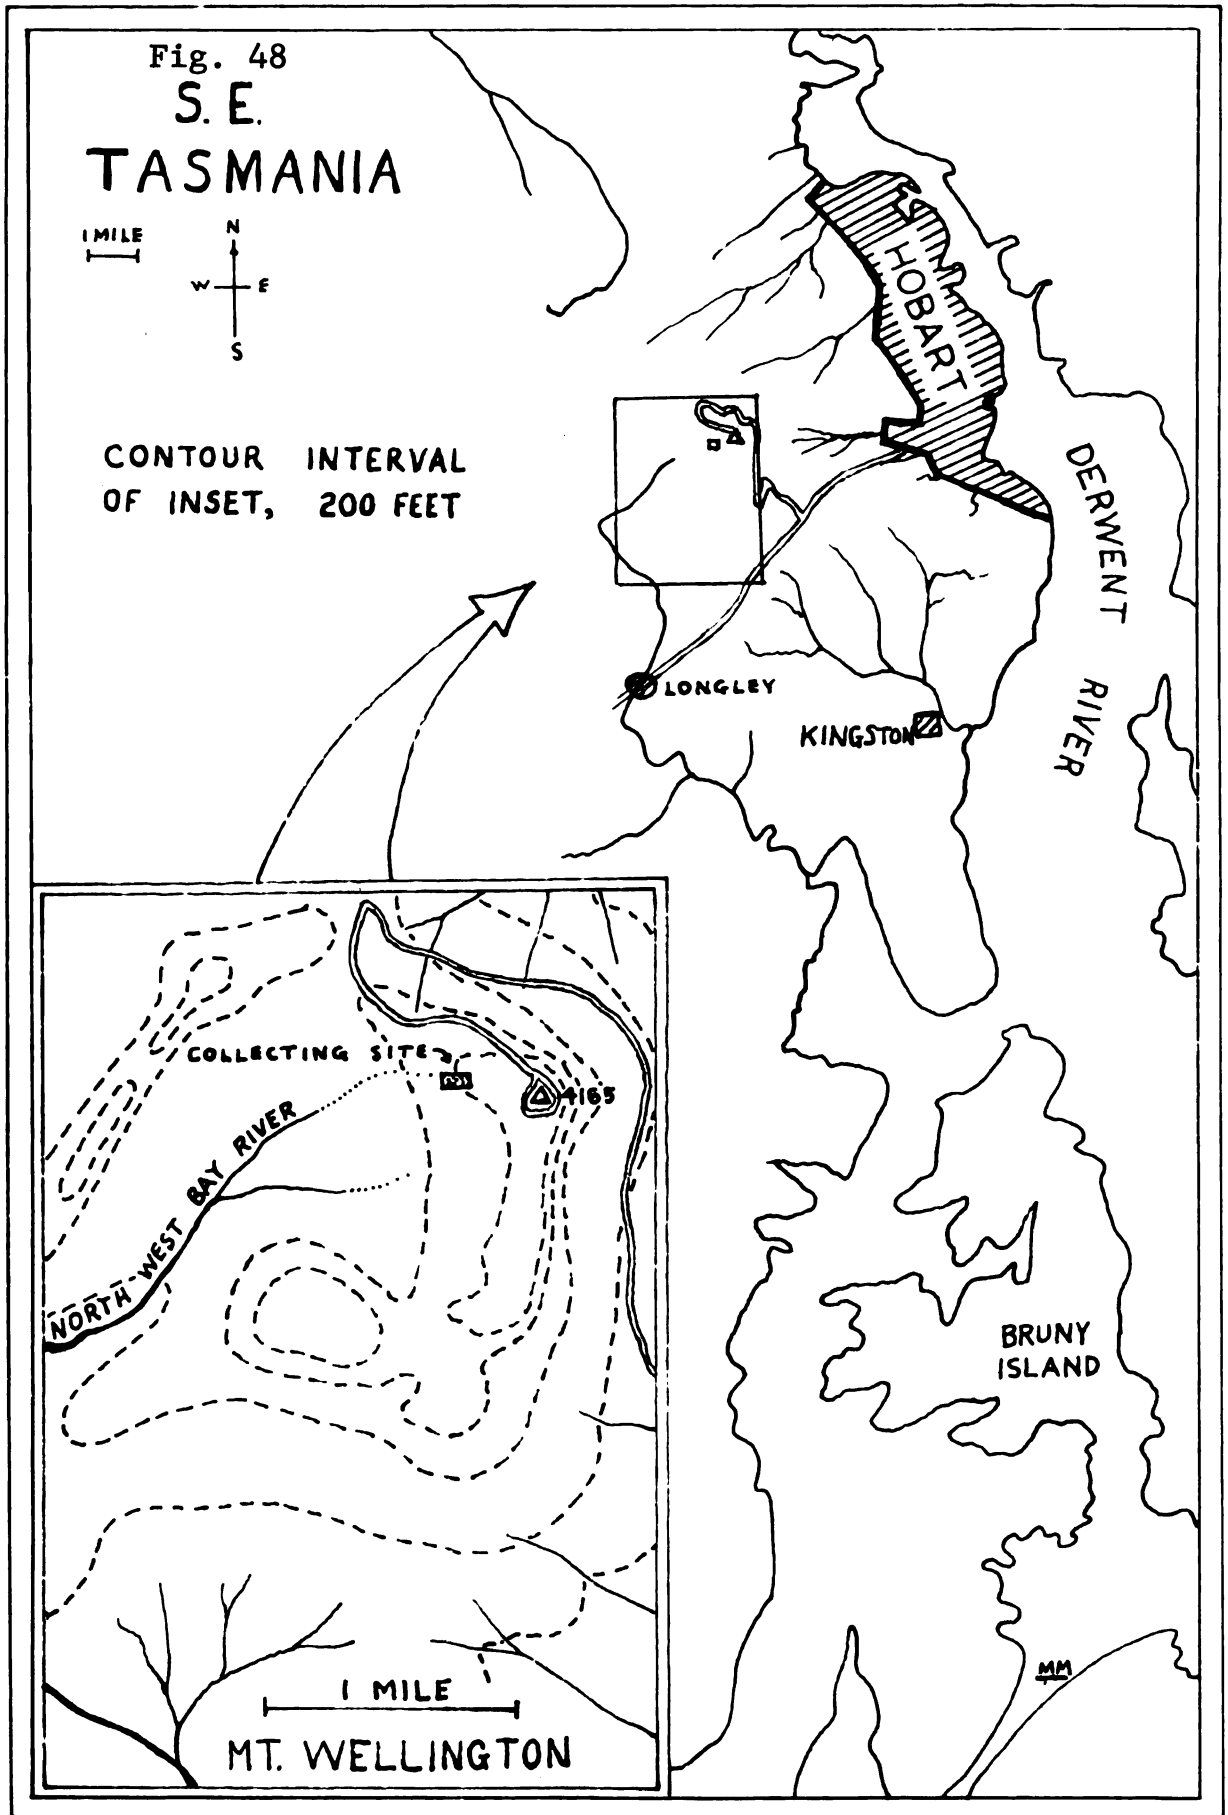 Fig. 48
S. E.
TASMANIA
1 MILE
N
W E
S
CONTOUR INTERVAL
OF INSET, 200 FEET
HOBART
DERWENT
RIVER
LONGLEY
KINGSTON
BRUNY
ISLAND
MM
COLLECTING SITE
4165
NORTH WEST BAY RIVER
1 MILE
MT. WELLINGTON